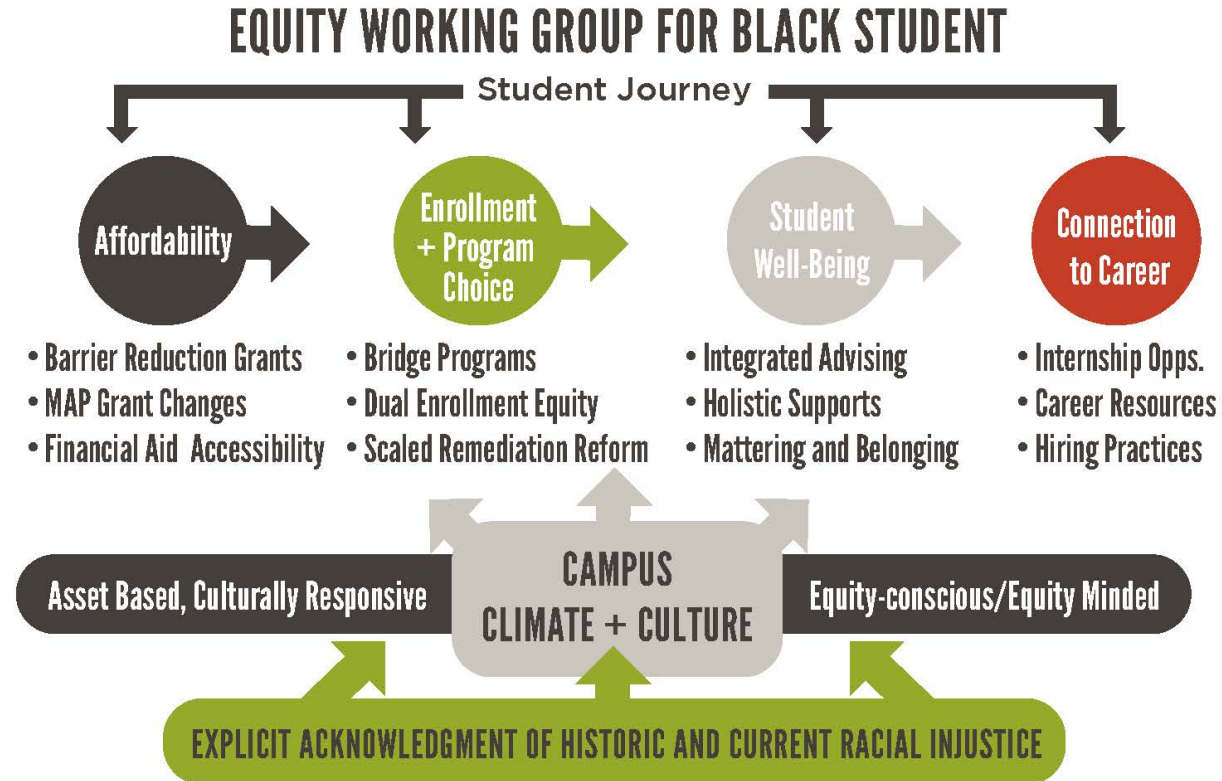 EQUITY WORKING GROUP FOR BLACK STUDENT
Student Journey
Affordability
Enrollment
+ Program
Choice
Student
Well-Being
Connection
to Career
• Barrier Reduction Grants
• MAP Grant Changes
• Financial Aid Accessibility
• Bridge Programs
• Dual Enrollment Equity
• Scaled Remediation Reform
• Integrated Advising
• Holistic Supports
• Mattering and Belonging
• Internship Opps.
• Career Resources
• Hiring Practices
Asset Based, Culturally Responsive
CAMPUS
CLIMATE + CULTURE
Equity-conscious/Equity Minded
EXPLICIT ACKNOWLEDGMENT OF HISTORIC AND CURRENT RACIAL INJUSTICE